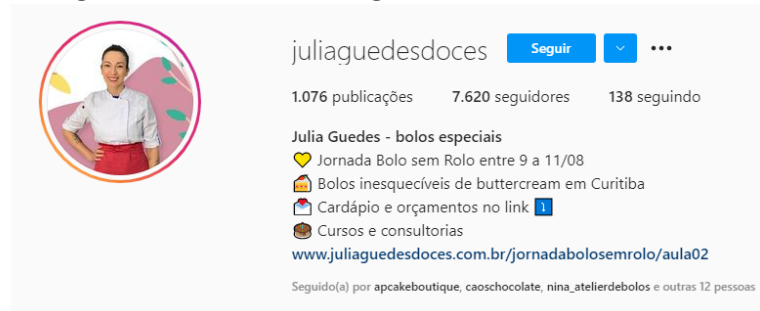 juliaguedesdoces Seguir
1.076 publicações 7.620 seguidores 138 seguindo
Julia Guedes - bolos especiais
💛 Jornada Bolo sem Rolo entre 9 a 11/08
🍰 Bolos inesquecíveis de buttercream em Curitiba
💌 Cardápio e orçamentos no link ⤵️
🎂 Cursos e consultorias
www.juliaguedesdoces.com.br/jornadabolosemrolo/aula02
Seguido(a) por apcakeboutique, caoschocolate, nina_atelierdebolos e outras 12 pessoas